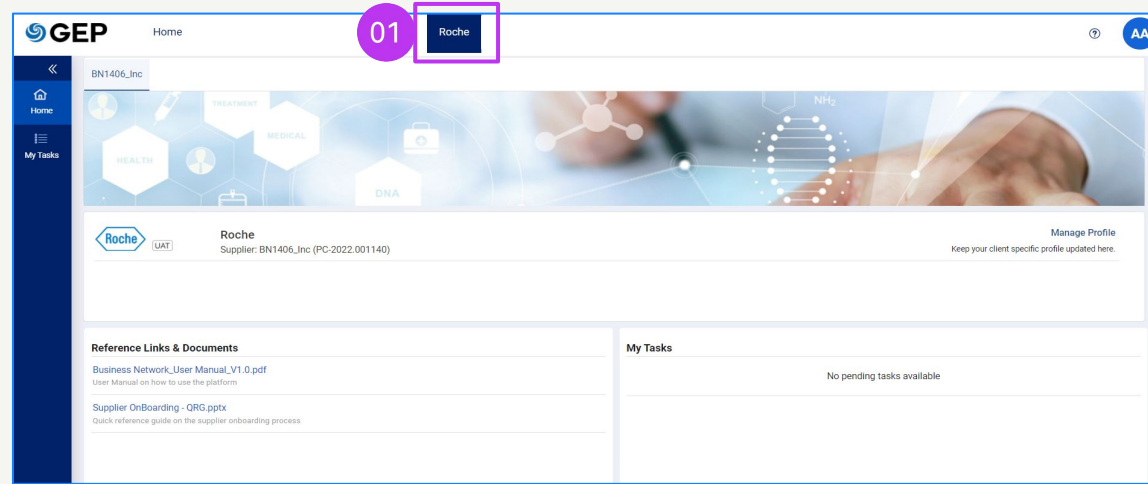 GEP
Home
01
Roche
AA
BN1406_Inc
Home
My Tasks
TREATMENT
MEDICAL
HEALTH
DNA
NH2
Roche
UAT
Roche
Supplier: BN1406_Inc (PC-2022.001140)
Manage Profile
Keep your client specific profile updated here.
Reference Links & Documents
Business Network_User Manual_V1.0.pdf
User Manual on how to use the platform
Supplier OnBoarding - QRG.pptx
Quick reference guide on the supplier onboarding process
My Tasks
No pending tasks available